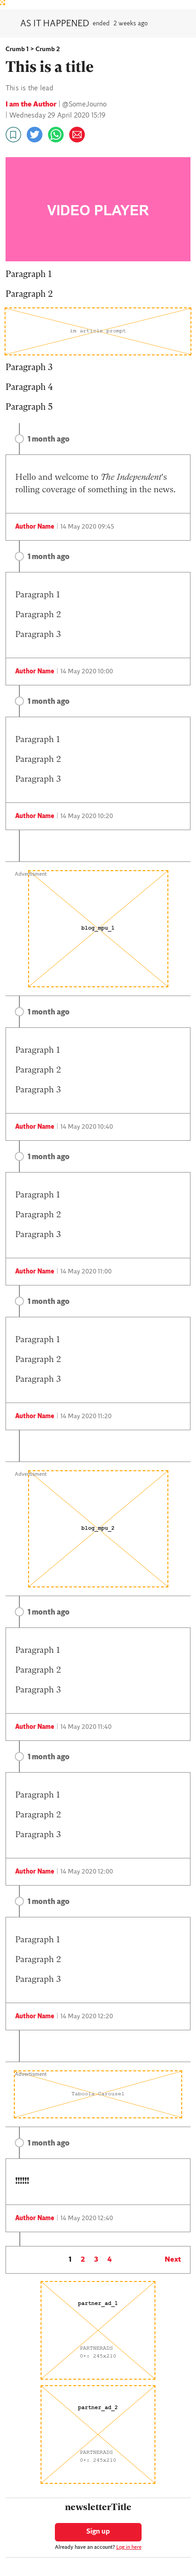 AS IT HAPPENED ended 2 weeks ago
Crumb 1 > Crumb 2
This is a title
This is the lead
I am the Author | @SomeJourno
| Wednesday 29 April 2020 15:19
VIDEO PLAYER
Paragraph 1
Paragraph 2
in article prompt
Paragraph 3
Paragraph 4
Paragraph 5
1 month ago
Hello and welcome to The Independent's
rolling coverage of something in the news.
Author Name | 14 May 2020 09:45
1 month ago
Paragraph 1
Paragraph 2
Paragraph 3
Author Name | 14 May 2020 10:00
1 month ago
Paragraph 1
Paragraph 2
Paragraph 3
Author Name | 14 May 2020 10:20
Advertisement
blog_mpu_1
1 month ago
Paragraph 1
Paragraph 2
Paragraph 3
Author Name | 14 May 2020 10:40
1 month ago
Paragraph 1
Paragraph 2
Paragraph 3
Author Name | 14 May 2020 11:00
1 month ago
Paragraph 1
Paragraph 2
Paragraph 3
Author Name | 14 May 2020 11:20
Advertisement
blog_mpu_2
1 month ago
Paragraph 1
Paragraph 2
Paragraph 3
Author Name | 14 May 2020 11:40
1 month ago
Paragraph 1
Paragraph 2
Paragraph 3
Author Name | 14 May 2020 12:00
1 month ago
Paragraph 1
Paragraph 2
Paragraph 3
Author Name | 14 May 2020 12:20
Advertisement
Taboola Carousel
1 month ago
!!!!!!!
Author Name | 14 May 2020 12:40
1 2 3 4 Next
partner_ad_1
PARTNERADS
0+: 245x210
partner_ad_2
PARTNERADS
0+: 245x210
newsletterTitle
Sign up
Already have an account? Log in here